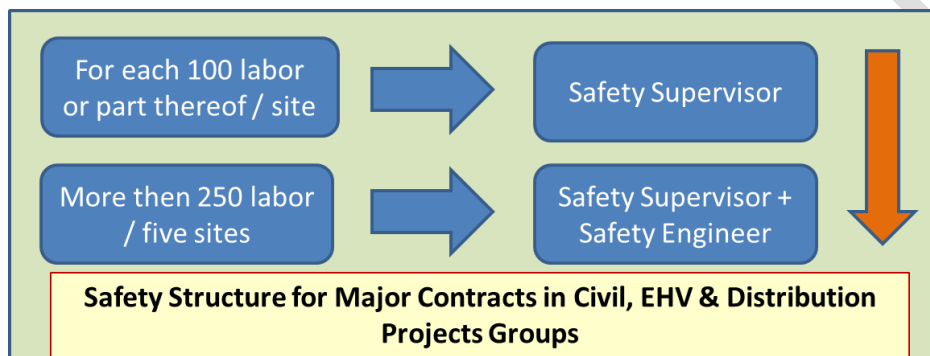 For each 100 labor
or part thereof / site
Safety Supervisor
More then 250 labor
/ five sites
Safety Supervisor +
Safety Engineer
Safety Structure for Major Contracts in Civil, EHV & Distribution
Projects Groups